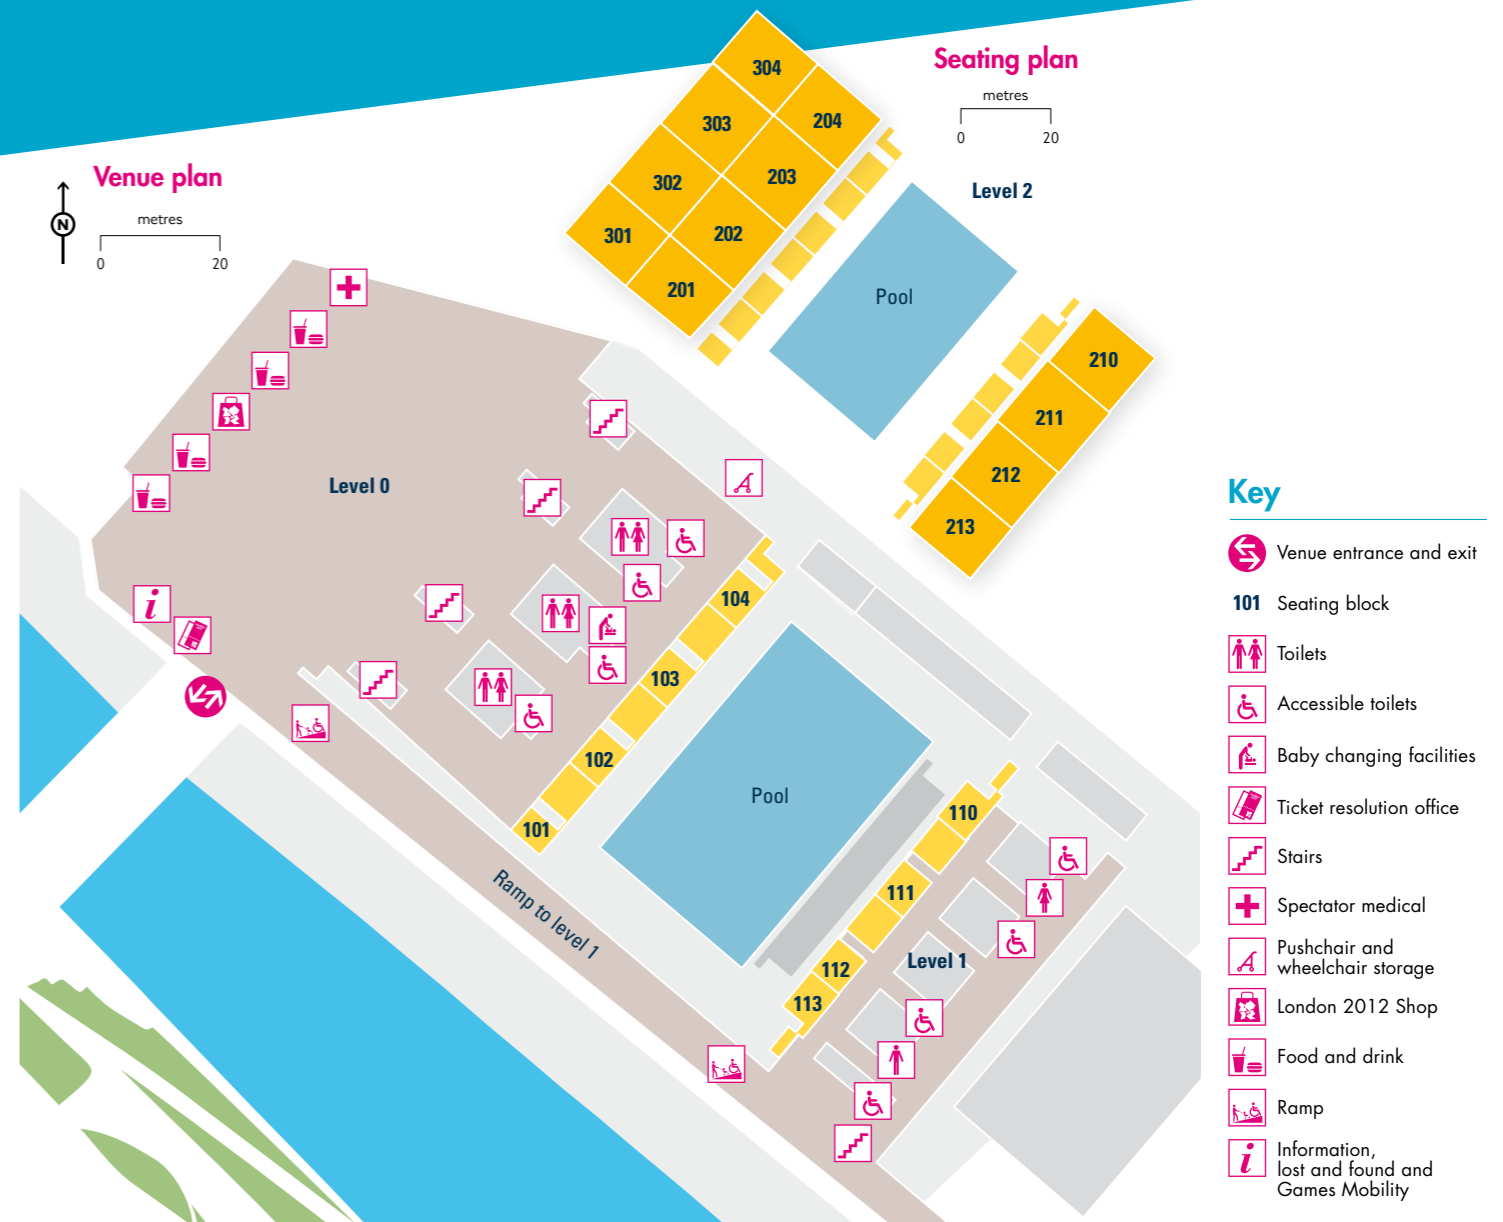 Seating plan
metres
0 20
Level 2
304
303
204
302
203
301
202
201
Pool
210
211
212
213
Venue plan
N
metres
0 20
Level 0
i
104
103
102
101
Pool
Ramp to level 1
110
111
112
113
Level 1
Key
Venue entrance and exit
101 Seating block
Toilets
Accessible toilets
Baby changing facilities
Ticket resolution office
Stairs
Spectator medical
Pushchair and
wheelchair storage
London 2012 Shop
Food and drink
Ramp
i Information,
lost and found and
Games Mobility